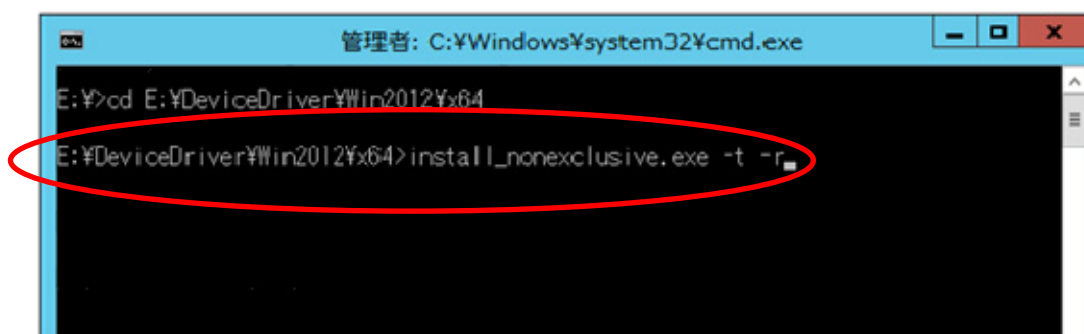 管理者: C:¥Windows¥system32¥cmd.exe
E:¥>cd E:¥DeviceDriver¥Win2012¥x64
E:¥DeviceDriver¥Win2012¥x64>install_nonexclusive.exe -t -r